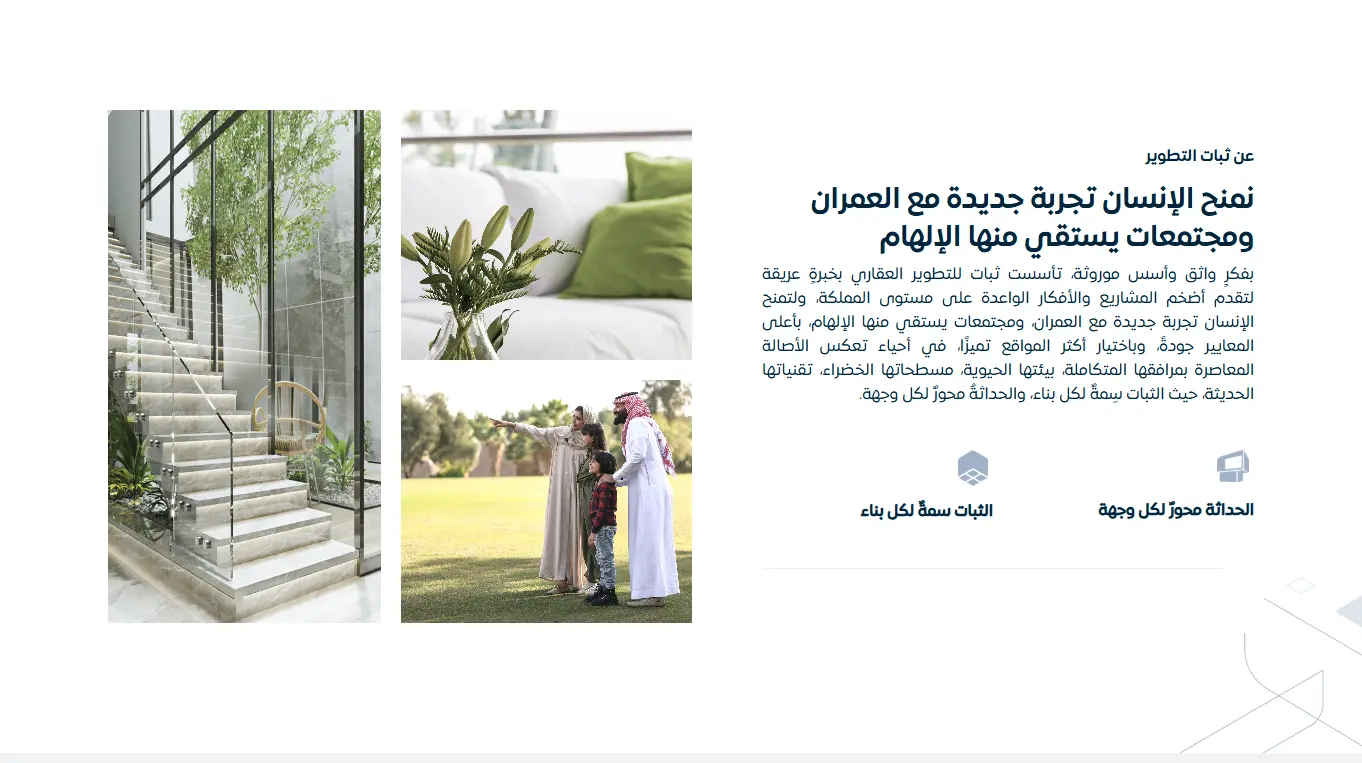 عن ثبات التطوير
نمنح الإنسان تجربة جديدة مع العمران
ومجتمعات يستقي منها الإلهام
بفكرٍ واثق وأسس موروثة، تأسست ثبات للتطوير العقاري بخبرةٍ عريقة
لتقدم أضخم المشاريع والأفكار الواعدة على مستوى المملكة، ولتمنح
الإنسان تجربة جديدة مع العمران، ومجتمعات يستقي منها الإلهام، بأعلى
المعايير جودةً، وباختيار أكثر المواقع تميزًا، في أحياء تعكس الأصالة
المعاصرة بمرافقها المتكاملة، بيئتها الحيوية، مسطحاتها الخضراء، تقنياتها
الحديثة، حيث الثبات سِمةٌ لكل بناء، والحداثةُ محورٌ لكل وجهة.
الحداثة محورٌ لكل وجهة
الثبات سمةٌ لكل بناء